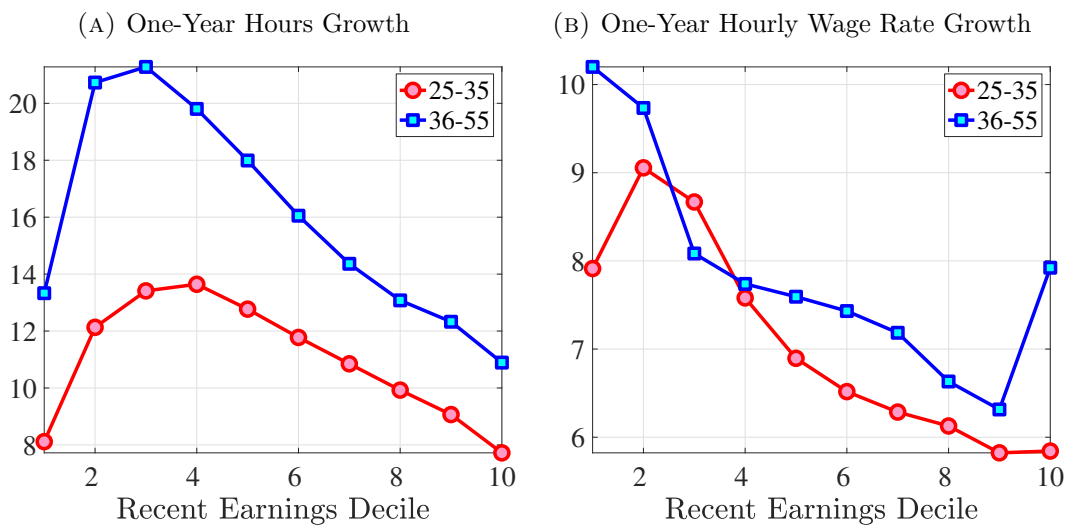 (A) One-Year Hours Growth
20
18
16
14
12
10
8
2 4 6 8 10
Recent Earnings Decile
25-35
36-55
(B) One-Year Hourly Wage Rate Growth
10
9
8
7
6
2 4 6 8 10
Recent Earnings Decile
25-35
36-55